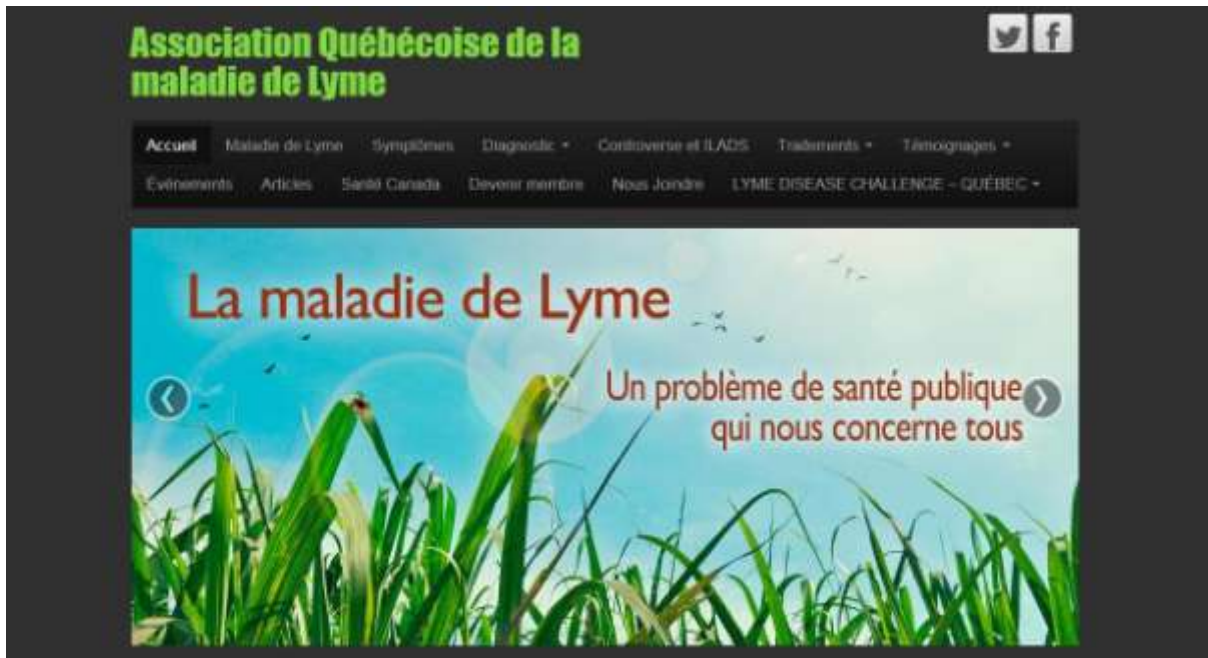 Association Québécoise de la
maladie de Lyme
Accueil Maladie de Lyme Symptômes Diagnostic Controverse et ILADS Traitements Témoignages
Événements Articles Santé Canada Devenir membre Nous Joindre LYME DISEASE CHALLENGE – QUÉBEC
La maladie de Lyme
Un problème de santé publique
qui nous concerne tous